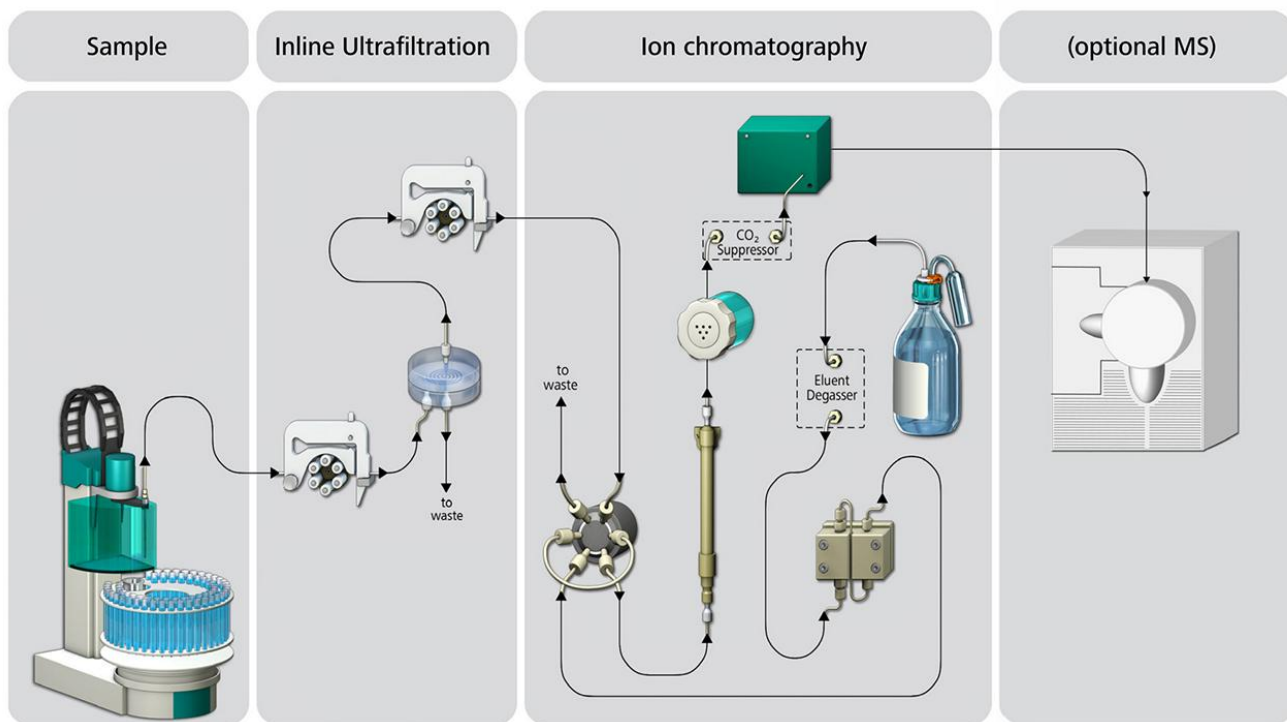 Sample
Inline Ultrafiltration
Ion chromatography
(optional MS)
CO₂
Suppressor
Eluent
Degasser
to
waste
to
waste